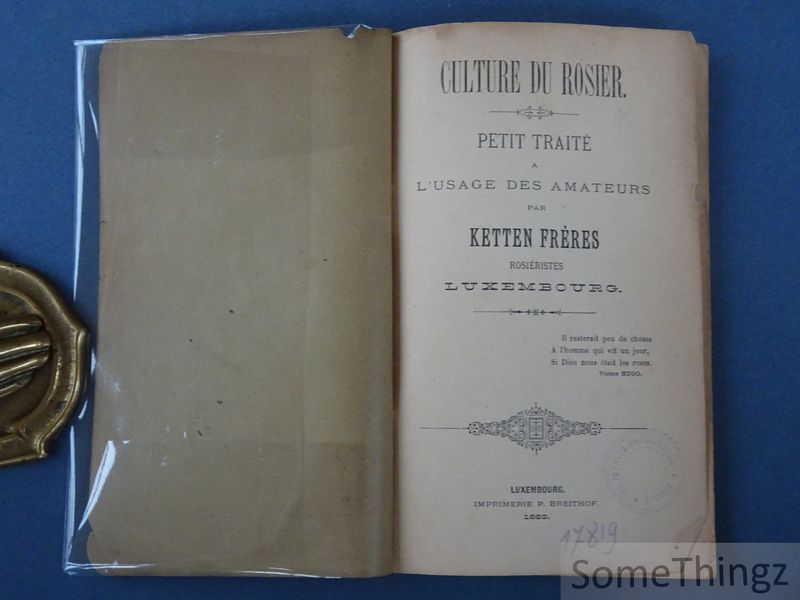 CULTURE DU ROSIER.
PETIT TRAITÉ
A
L'USAGE DES AMATEURS
PAR
KETTEN FRÈRES
ROSIÉRISTES
LUXEMBOURG.
Il resterait peu de choses
A l'homme qui vit un jour,
Si Dieu nous ôtait les roses.
Victor HUGO.
LUXEMBOURG.
IMPRIMERIE P. BREITHOF.
17819
SomeThingz